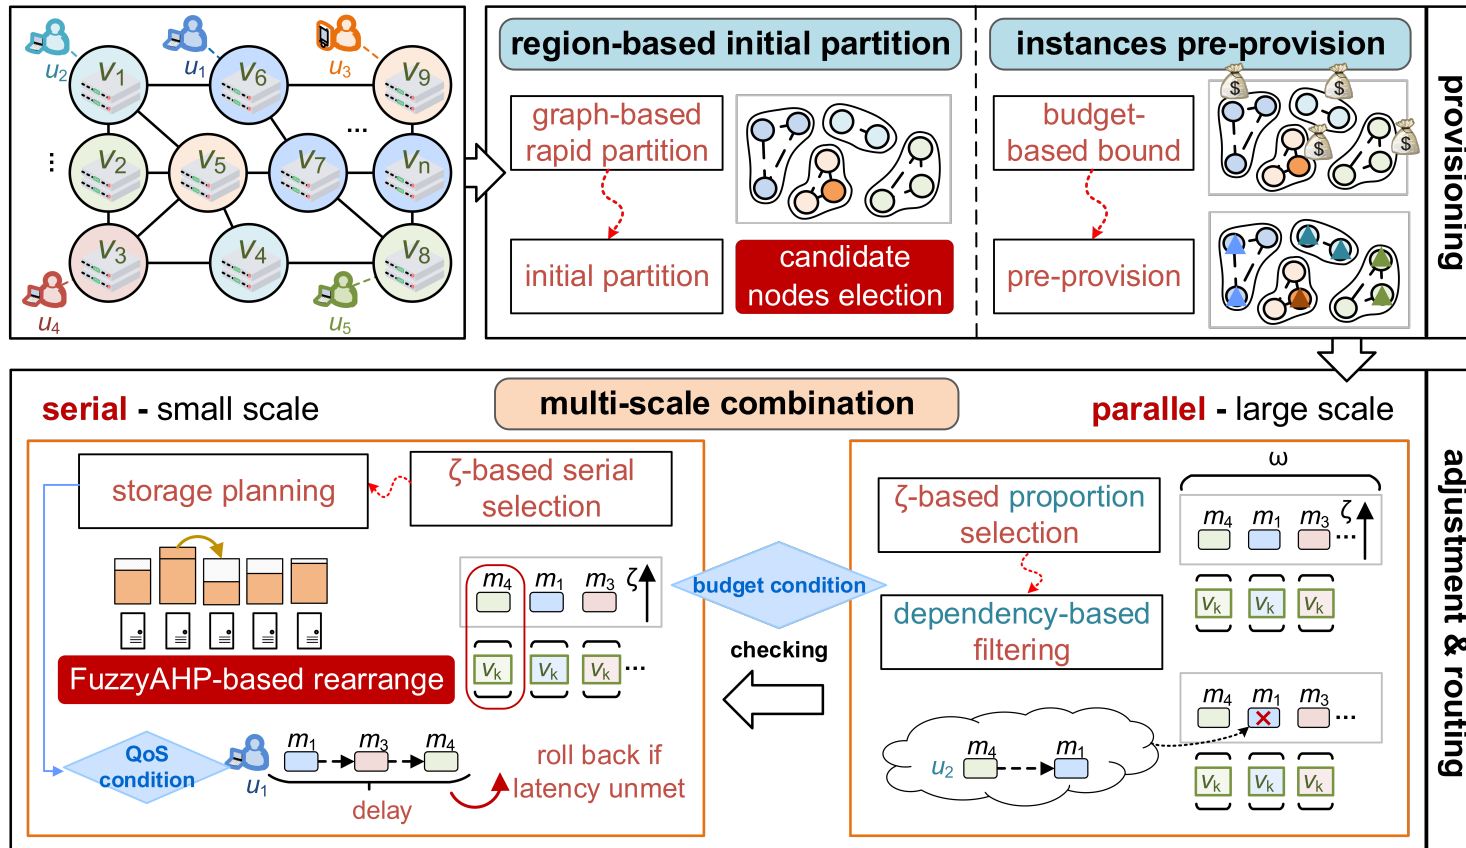 u2
u1
u3
V1
V6
V9
...
...
V2
V5
V7
Vn
V3
V4
V8
u4
u5
region-based initial partition
graph-based
rapid partition
initial partition
candidate
nodes election
instances pre-provision
budget-
based bound
pre-provision
$
$
$
$
provisioning
multi-scale combination
serial - small scale
parallel - large scale
storage planning
ζ-based serial
selection
m4 m1 m3 ζ
vk vk vk ...
FuzzyAHP-based rearrange
QoS
condition
u1
m1 m3 m4
delay
roll back if
latency unmet
budget condition
checking
ζ-based proportion
selection
dependency-based
filtering
u2
m4 m1
ω
m4 m1 m3 ... ζ
vk vk vk
m4 m1 m3 ...
vk vk vk
adjustment & routing